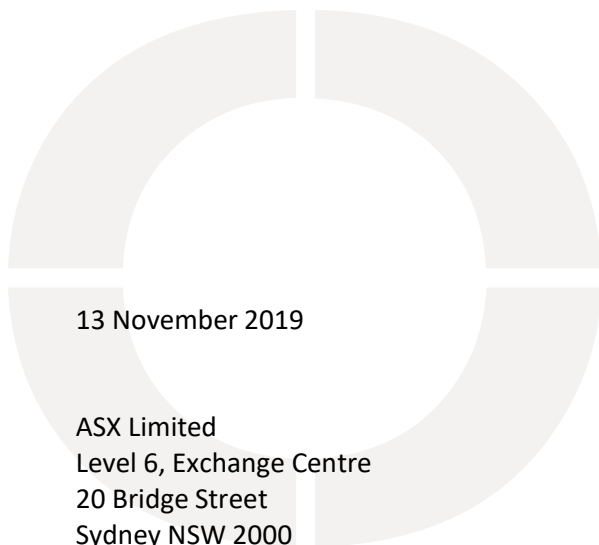 13 November 2019
ASX Limited
Level 6, Exchange Centre
20 Bridge Street
Sydney NSW 2000